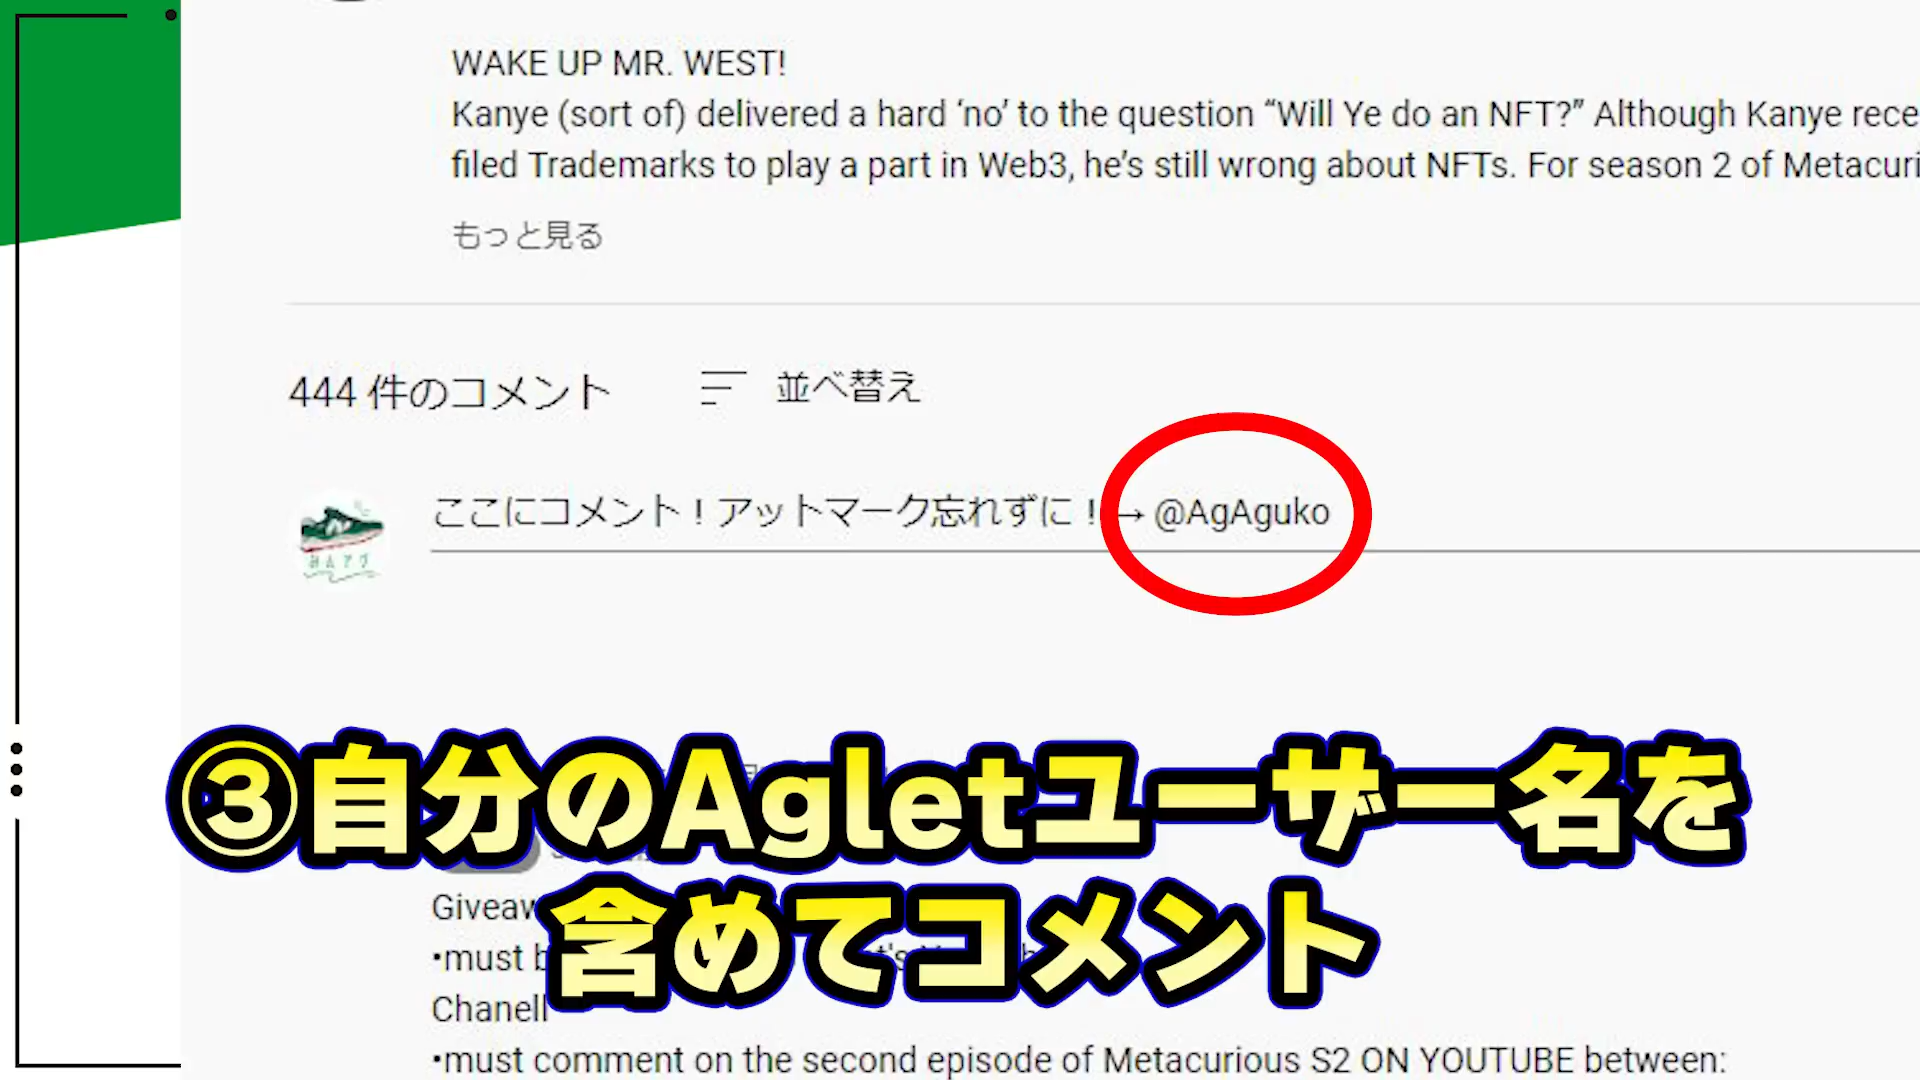 WAKE UP MR. WEST!
Kanye (sort of) delivered a hard ‘no’ to the question “Will Ye do an NFT?” Although Kanye rece
filed Trademarks to play a part in Web3, he’s still wrong about NFTs. For season 2 of Metacuri
もっと見る
444 件のコメント 並べ替え
ここにコメント！アットマーク忘れずに！→ @AgAguko
みんアグ
③自分のAgletユーザー名を
含めてコメント
•must
Chanell
•must comment on the second episode of Metacurious S2 ON YOUTUBE between: